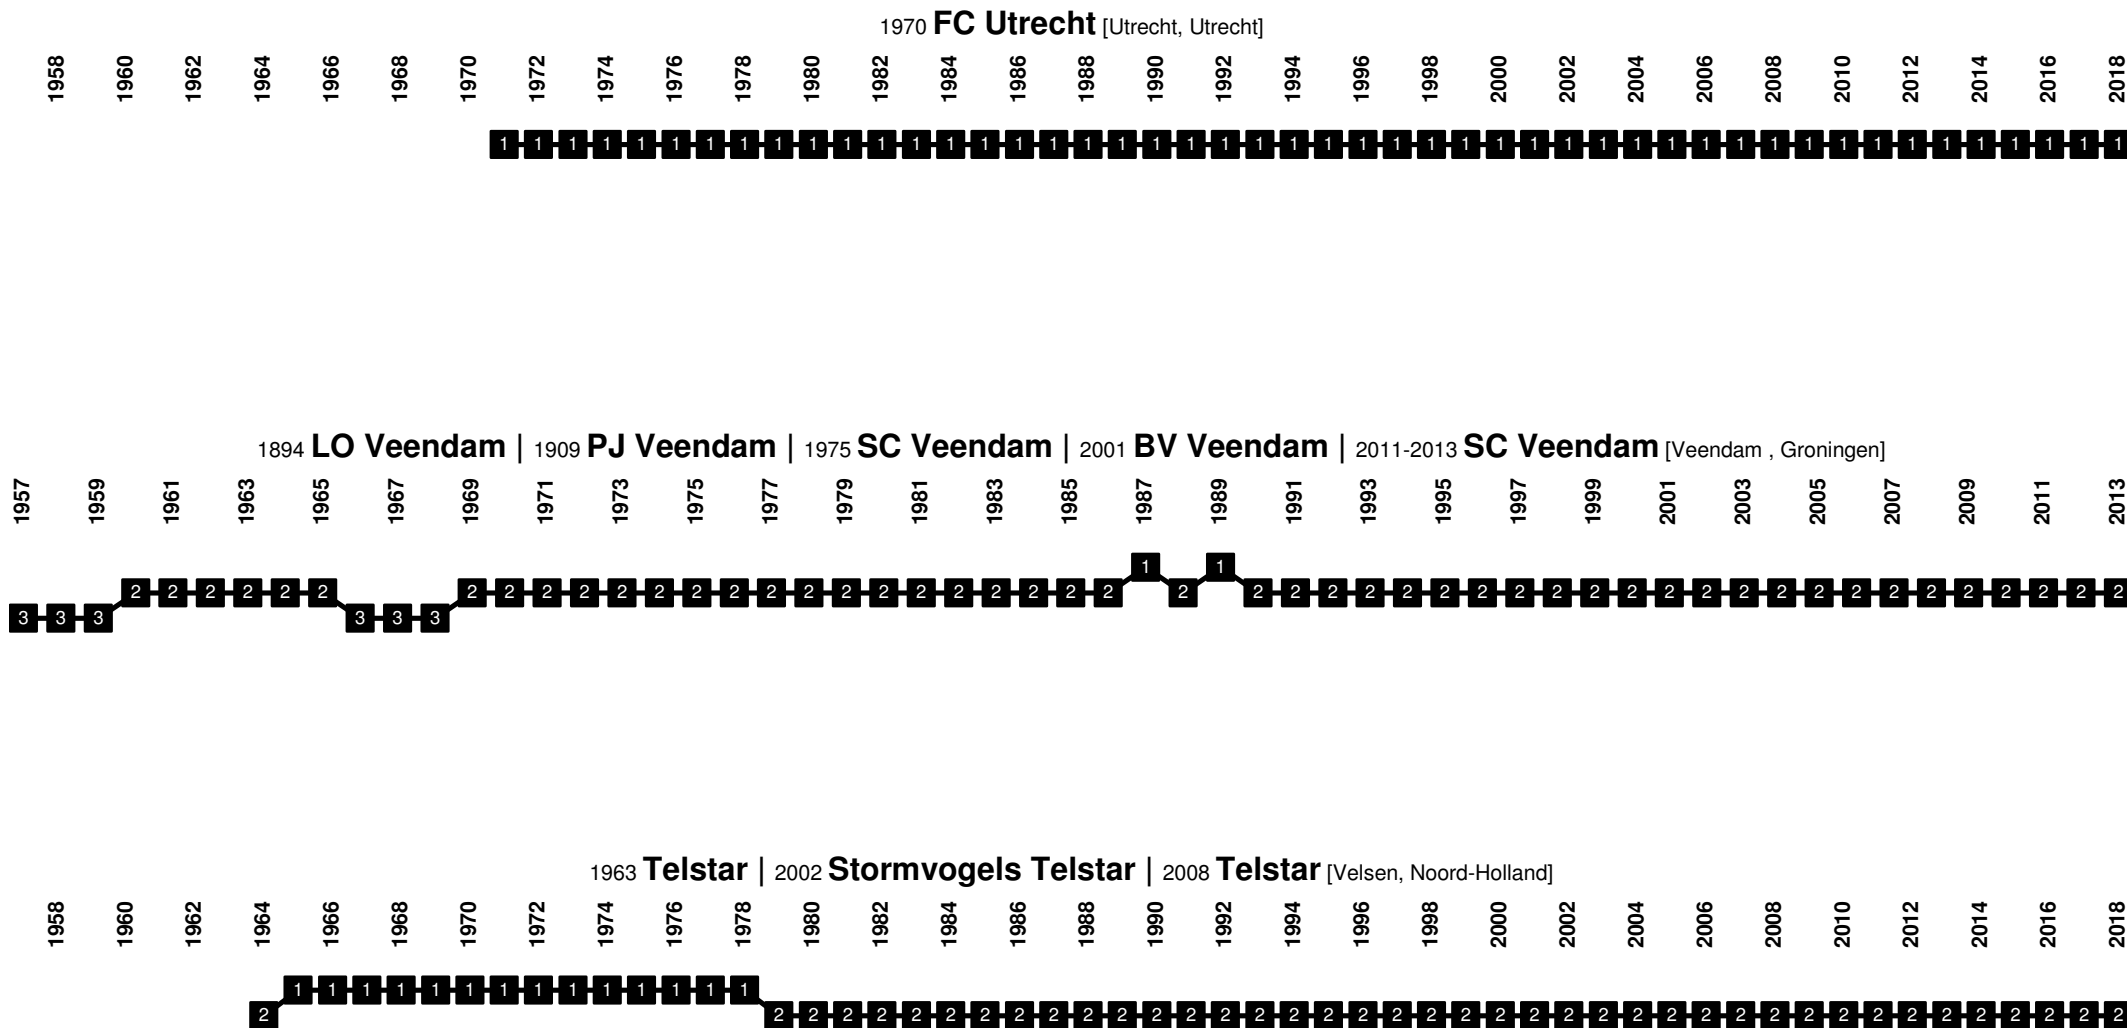 1970 FC Utrecht [Utrecht, Utrecht]
1958 1960 1962 1964 1966 1968 1970 1972 1974 1976 1978 1980 1982 1984 1986 1988 1990 1992 1994 1996 1998 2000 2002 2004 2006 2008 2010 2012 2014 2016 2018
1 1 1 1 1 1 1 1 1 1 1 1 1 1 1 1 1 1 1 1 1 1 1 1 1 1 1 1 1 1 1 1 1 1 1 1 1 1 1 1 1 1 1 1 1 1 1 1
1894 LO Veendam | 1909 PJ Veendam | 1975 SC Veendam | 2001 BV Veendam | 2011-2013 SC Veendam [Veendam , Groningen]
1957 1959 1961 1963 1965 1967 1969 1971 1973 1975 1977 1979 1981 1983 1985 1987 1989 1991 1993 1995 1997 1999 2001 2003 2005 2007 2009 2011 2013
1 1
2 2 2 2 2 2 2 2 2 2 2 2 2 2 2 2 2 2 2 2 2 2 2 2 2 2 2 2 2 2 2 2 2 2 2 2 2 2 2 2 2 2 2 2 2 2 2 2 2
3 3 3 3 3 3
1963 Telstar | 2002 Stormvogels Telstar | 2008 Telstar [Velsen, Noord-Holland]
1958 1960 1962 1964 1966 1968 1970 1972 1974 1976 1978 1980 1982 1984 1986 1988 1990 1992 1994 1996 1998 2000 2002 2004 2006 2008 2010 2012 2014 2016 2018
1 1 1 1 1 1 1 1 1 1 1 1 1 1
2 2 2 2 2 2 2 2 2 2 2 2 2 2 2 2 2 2 2 2 2 2 2 2 2 2 2 2 2 2 2 2 2 2 2 2 2 2 2 2 2